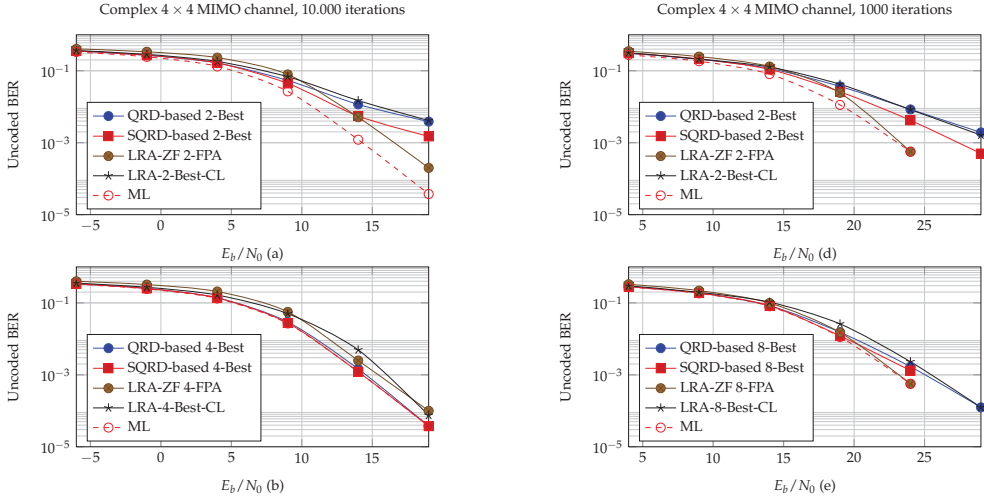 Complex 4 × 4 MIMO channel, 10.000 iterations
Uncoded BER
10⁻¹
10⁻³
10⁻⁵
QRD-based 2-Best
SQRD-based 2-Best
LRA-ZF 2-FPA
LRA-2-Best-CL
ML
−5 0 5 10 15
E_b/N_0 (a)
Complex 4 × 4 MIMO channel, 1000 iterations
Uncoded BER
10⁻¹
10⁻³
10⁻⁵
QRD-based 2-Best
SQRD-based 2-Best
LRA-ZF 2-FPA
LRA-2-Best-CL
ML
5 10 15 20 25
E_b/N_0 (d)
Uncoded BER
10⁻¹
10⁻³
10⁻⁵
QRD-based 4-Best
SQRD-based 4-Best
LRA-ZF 4-FPA
LRA-4-Best-CL
ML
−5 0 5 10 15
E_b/N_0 (b)
Uncoded BER
10⁻¹
10⁻³
10⁻⁵
QRD-based 8-Best
SQRD-based 8-Best
LRA-ZF 8-FPA
LRA-8-Best-CL
ML
5 10 15 20 25
E_b/N_0 (e)